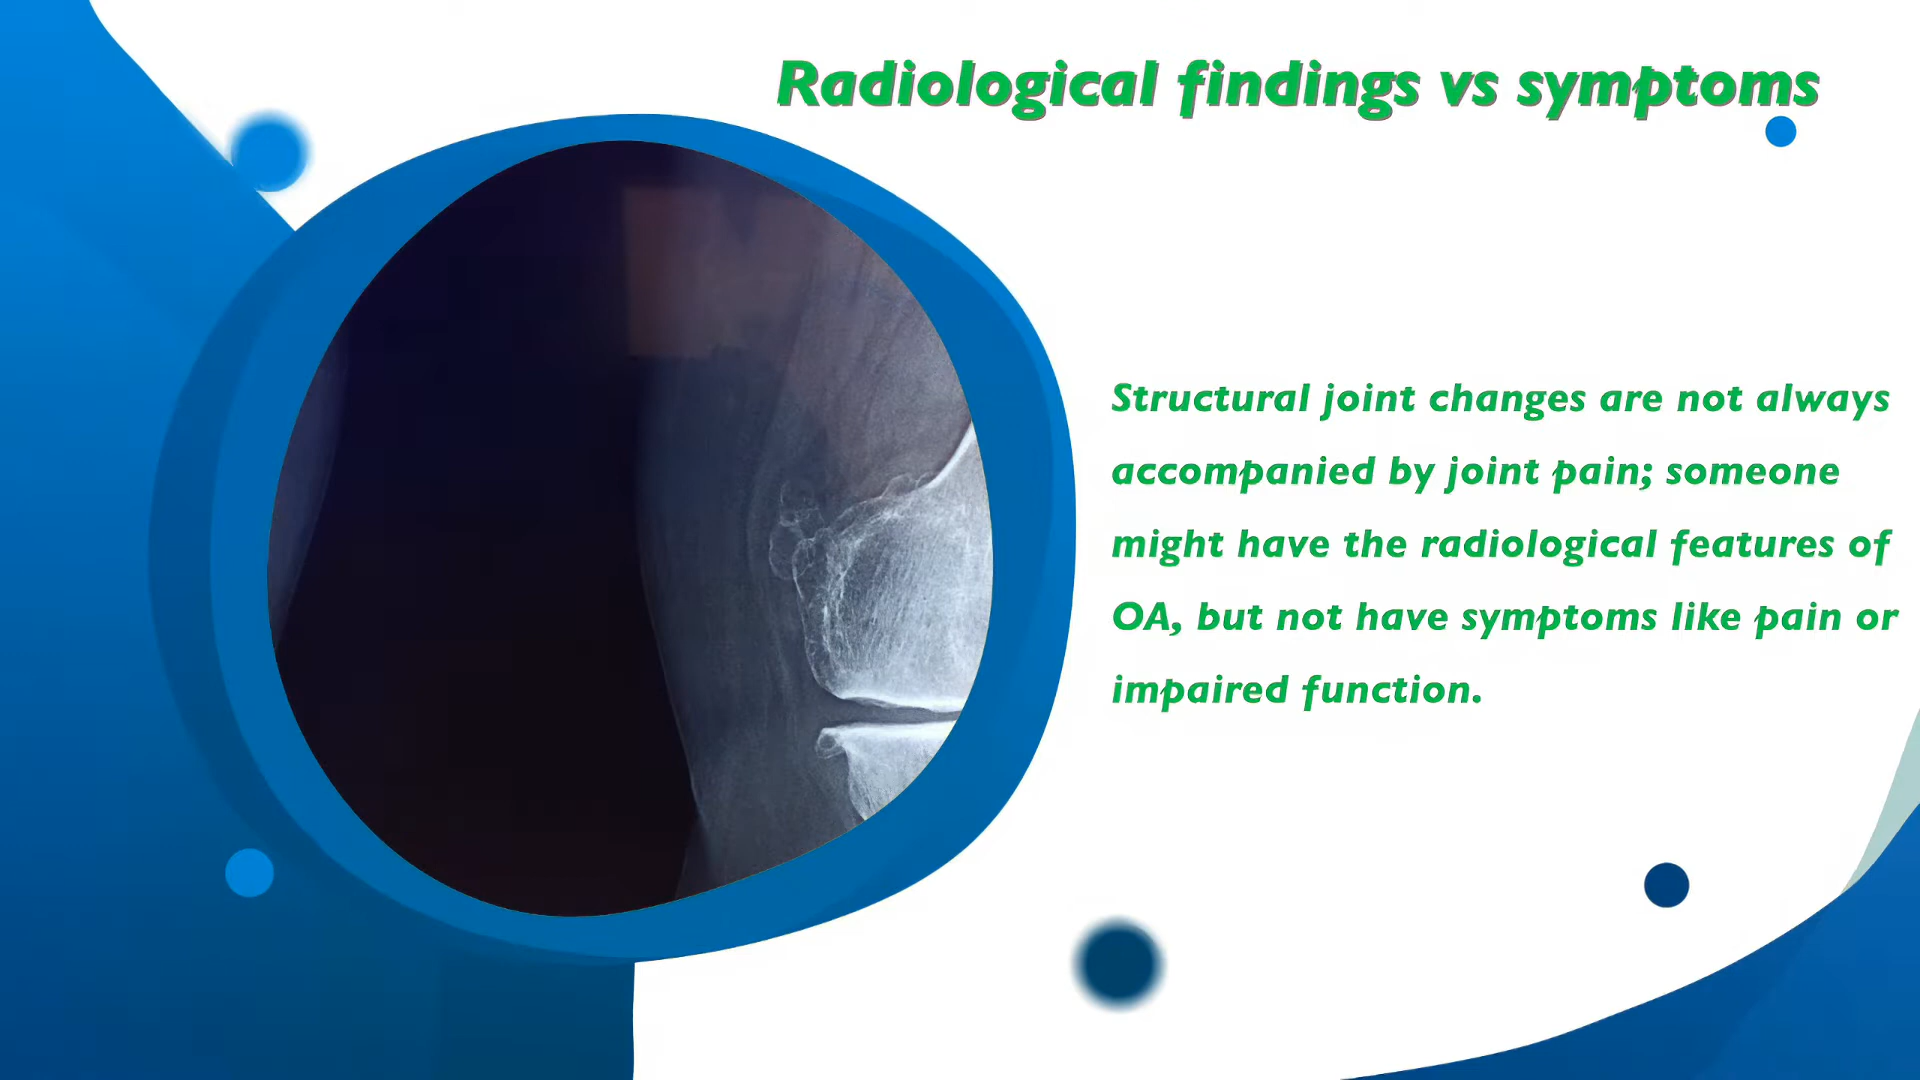 Radiological findings vs symptoms
Structural joint changes are not always
accompanied by joint pain; someone
might have the radiological features of
OA, but not have symptoms like pain or
impaired function.